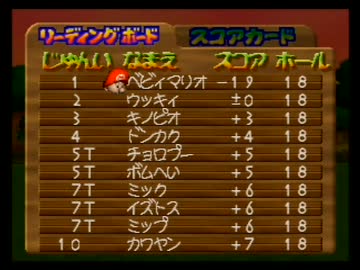 リーディングボード スコアカード
じゅんい なまえ スコア ホール
1 ベビィマリオ -19 18
2 ウッキィ ±0 18
3 キノピオ +3 18
4 ドンカク +4 18
5T チョロプー +5 18
5T ボムへい +5 18
7T ミック +6 18
7T イズトス +6 18
7T ミップ +6 18
10 カワヤン +7 18